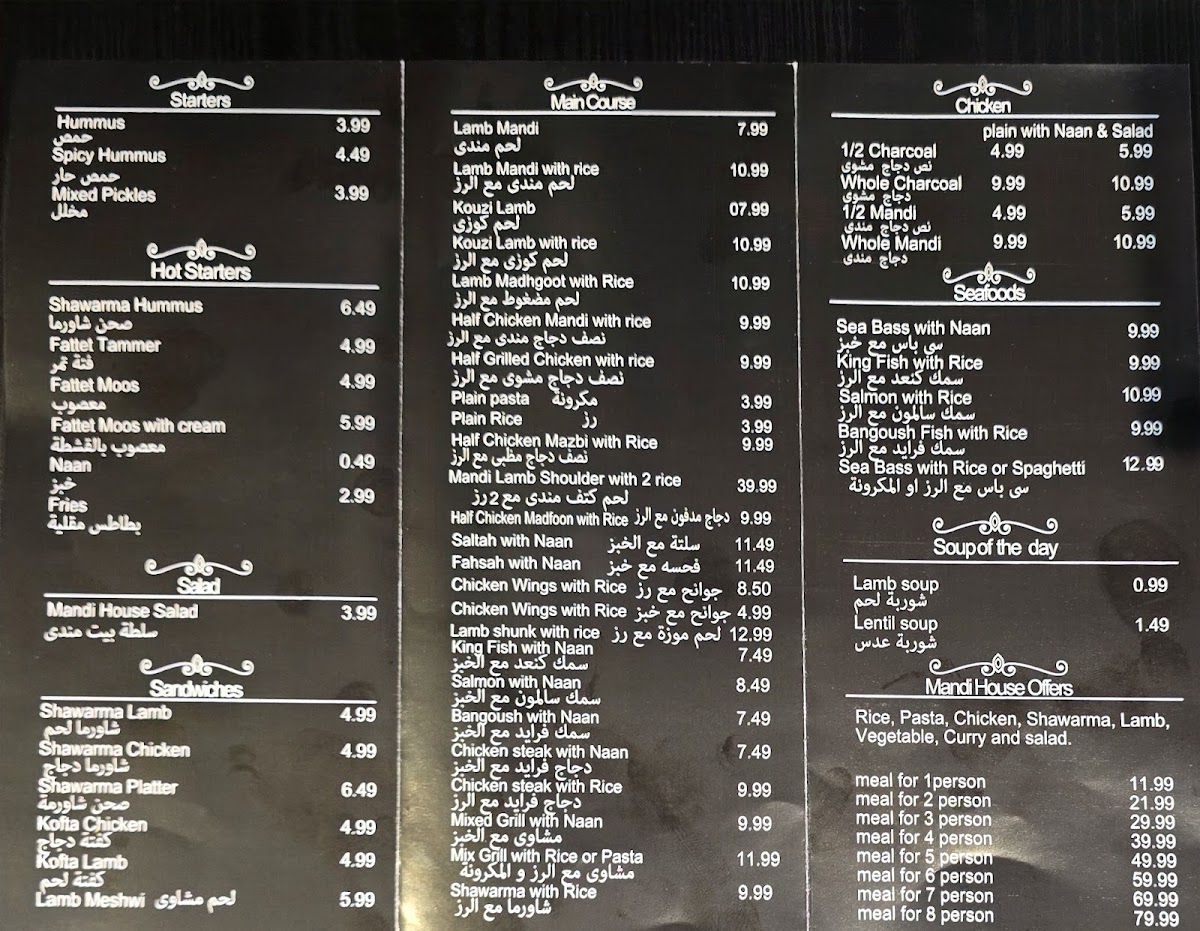 Starters
Hummus 3.99
حمص
Spicy Hummus 4.49
حمص حار
Mixed Pickles 3.99
مخلل
Hot Starters
Shawarma Hummus 6.49
صحن شاورما
Fattet Tammer 4.99
فتة تمر
Fattet Moos 4.99
معصوب
Fattet Moos with cream 5.99
معصوب بالقشطة
Naan 0.49
خبز
Fries 2.99
بطاطس مقلية
Salad
Mandi House Salad 3.99
سلطة بيت مندى
Sandwiches
Shawarma Lamb 4.99
شاورما لحم
Shawarma Chicken 4.99
شاورما دجاج
Shawarma Platter 6.49
صحن شاورمة
Kofta Chicken 4.99
كفتة دجاج
Kofta Lamb 4.99
كفتة لحم
Lamb Meshwi لحم مشاوى 5.99
Main Course
Lamb Mandi 7.99
لحم مندى
Lamb Mandi with rice 10.99
لحم مندى مع الرز
Kouzi Lamb 07.99
لحم كوزى
Kouzi Lamb with rice 10.99
لحم كوزى مع الرز
Lamb Madhgoot with Rice 10.99
لحم مضغوط مع الرز
Half Chicken Mandi with rice 9.99
نصف دجاج مندى مع الرز
Half Grilled Chicken with rice 9.99
نصف دجاج مشوى مع الرز
Plain pasta مكرونة 3.99
Plain Rice رز 3.99
Half Chicken Mazbi with Rice 9.99
نصف دجاج مظبى مع الرز
Mandi Lamb Shoulder with 2 rice 39.99
لحم كتف مندى مع 2 رز
Half Chicken Madfoon with Rice دجاج مدفون مع الرز 9.99
Saltah with Naan سلتة مع الخبز 11.49
Fahsah with Naan فحسه مع خبز 11.49
Chicken Wings with Rice جوانح مع رز 8.50
Chicken Wings with Rice جوانح مع خبز 4.99
Lamb shunk with rice لحم موزة مع رز 12.99
King Fish with Naan 7.49
سمك كنعد مع الخبز
Salmon with Naan 8.49
سمك سالمون مع الخبز
Bangoush with Naan 7.49
سمك فرايد مع الخبز
Chicken steak with Naan 7.49
دجاج فرايد مع الخبز
Chicken steak with Rice 9.99
دجاج فرايد مع الرز
Mixed Grill with Naan 9.99
مشاوى مع الخبز
Mix Grill with Rice or Pasta 11.99
مشاوى مع الرز و المكرونة
Shawarma with Rice 9.99
شاورما مع الرز
Chicken
plain with Naan & Salad
1/2 Charcoal 4.99 5.99
نص دجاج مشوى
Whole Charcoal 9.99 10.99
دجاج مشوى
1/2 Mandi 4.99 5.99
نص دجاج مندى
Whole Mandi 9.99 10.99
دجاج مندى
Seafoods
Sea Bass with Naan 9.99
سى باس مع خبز
King Fish with Rice 9.99
سمك كنعد مع الرز
Salmon with Rice 10.99
سمك سالمون مع الرز
Bangoush Fish with Rice 9.99
سمك فرايد مع الرز
Sea Bass with Rice or Spaghetti 12.99
سى باس مع الرز او المكرونة
Soup of the day
Lamb soup 0.99
شوربة لحم
Lentil soup 1.49
شوربة عدس
Mandi House Offers
Rice, Pasta, Chicken, Shawarma, Lamb,
Vegetable, Curry and salad.
meal for 1person 11.99
meal for 2 person 21.99
meal for 3 person 29.99
meal for 4 person 39.99
meal for 5 person 49.99
meal for 6 person 59.99
meal for 7 person 69.99
meal for 8 person 79.99